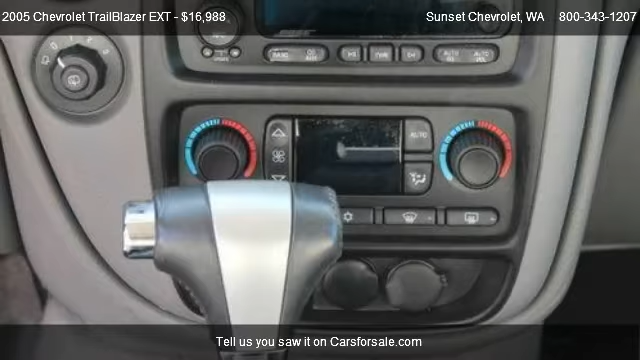 2005 Chevrolet TrailBlazer EXT - $16,988
Sunset Chevrolet, WA 800-343-1207
BOSE
AUTO
Tell us you saw it on Carsforsale.com